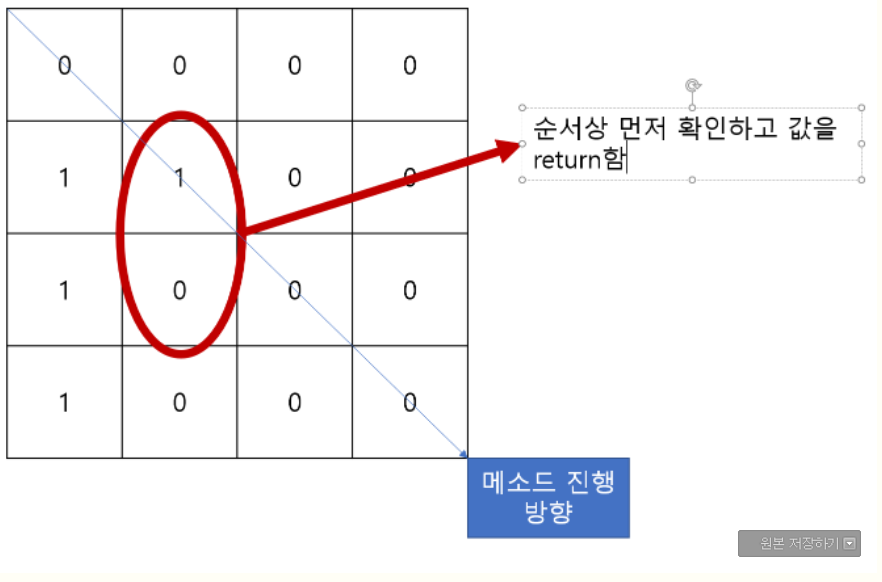 0 0 0 0
1 1 0 0
1 0 0 0
1 0 0 0
순서상 먼저 확인하고 값을
return함
메소드 진행
방향
원본 저장하기